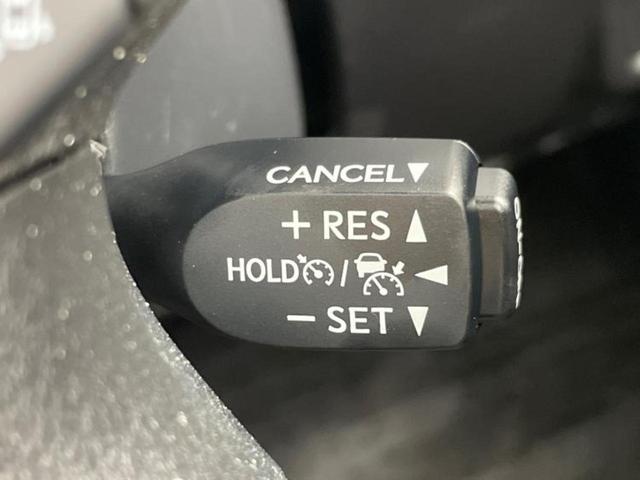 CANCEL▼
+ RES ▲
HOLD / ◄
− SET ▼